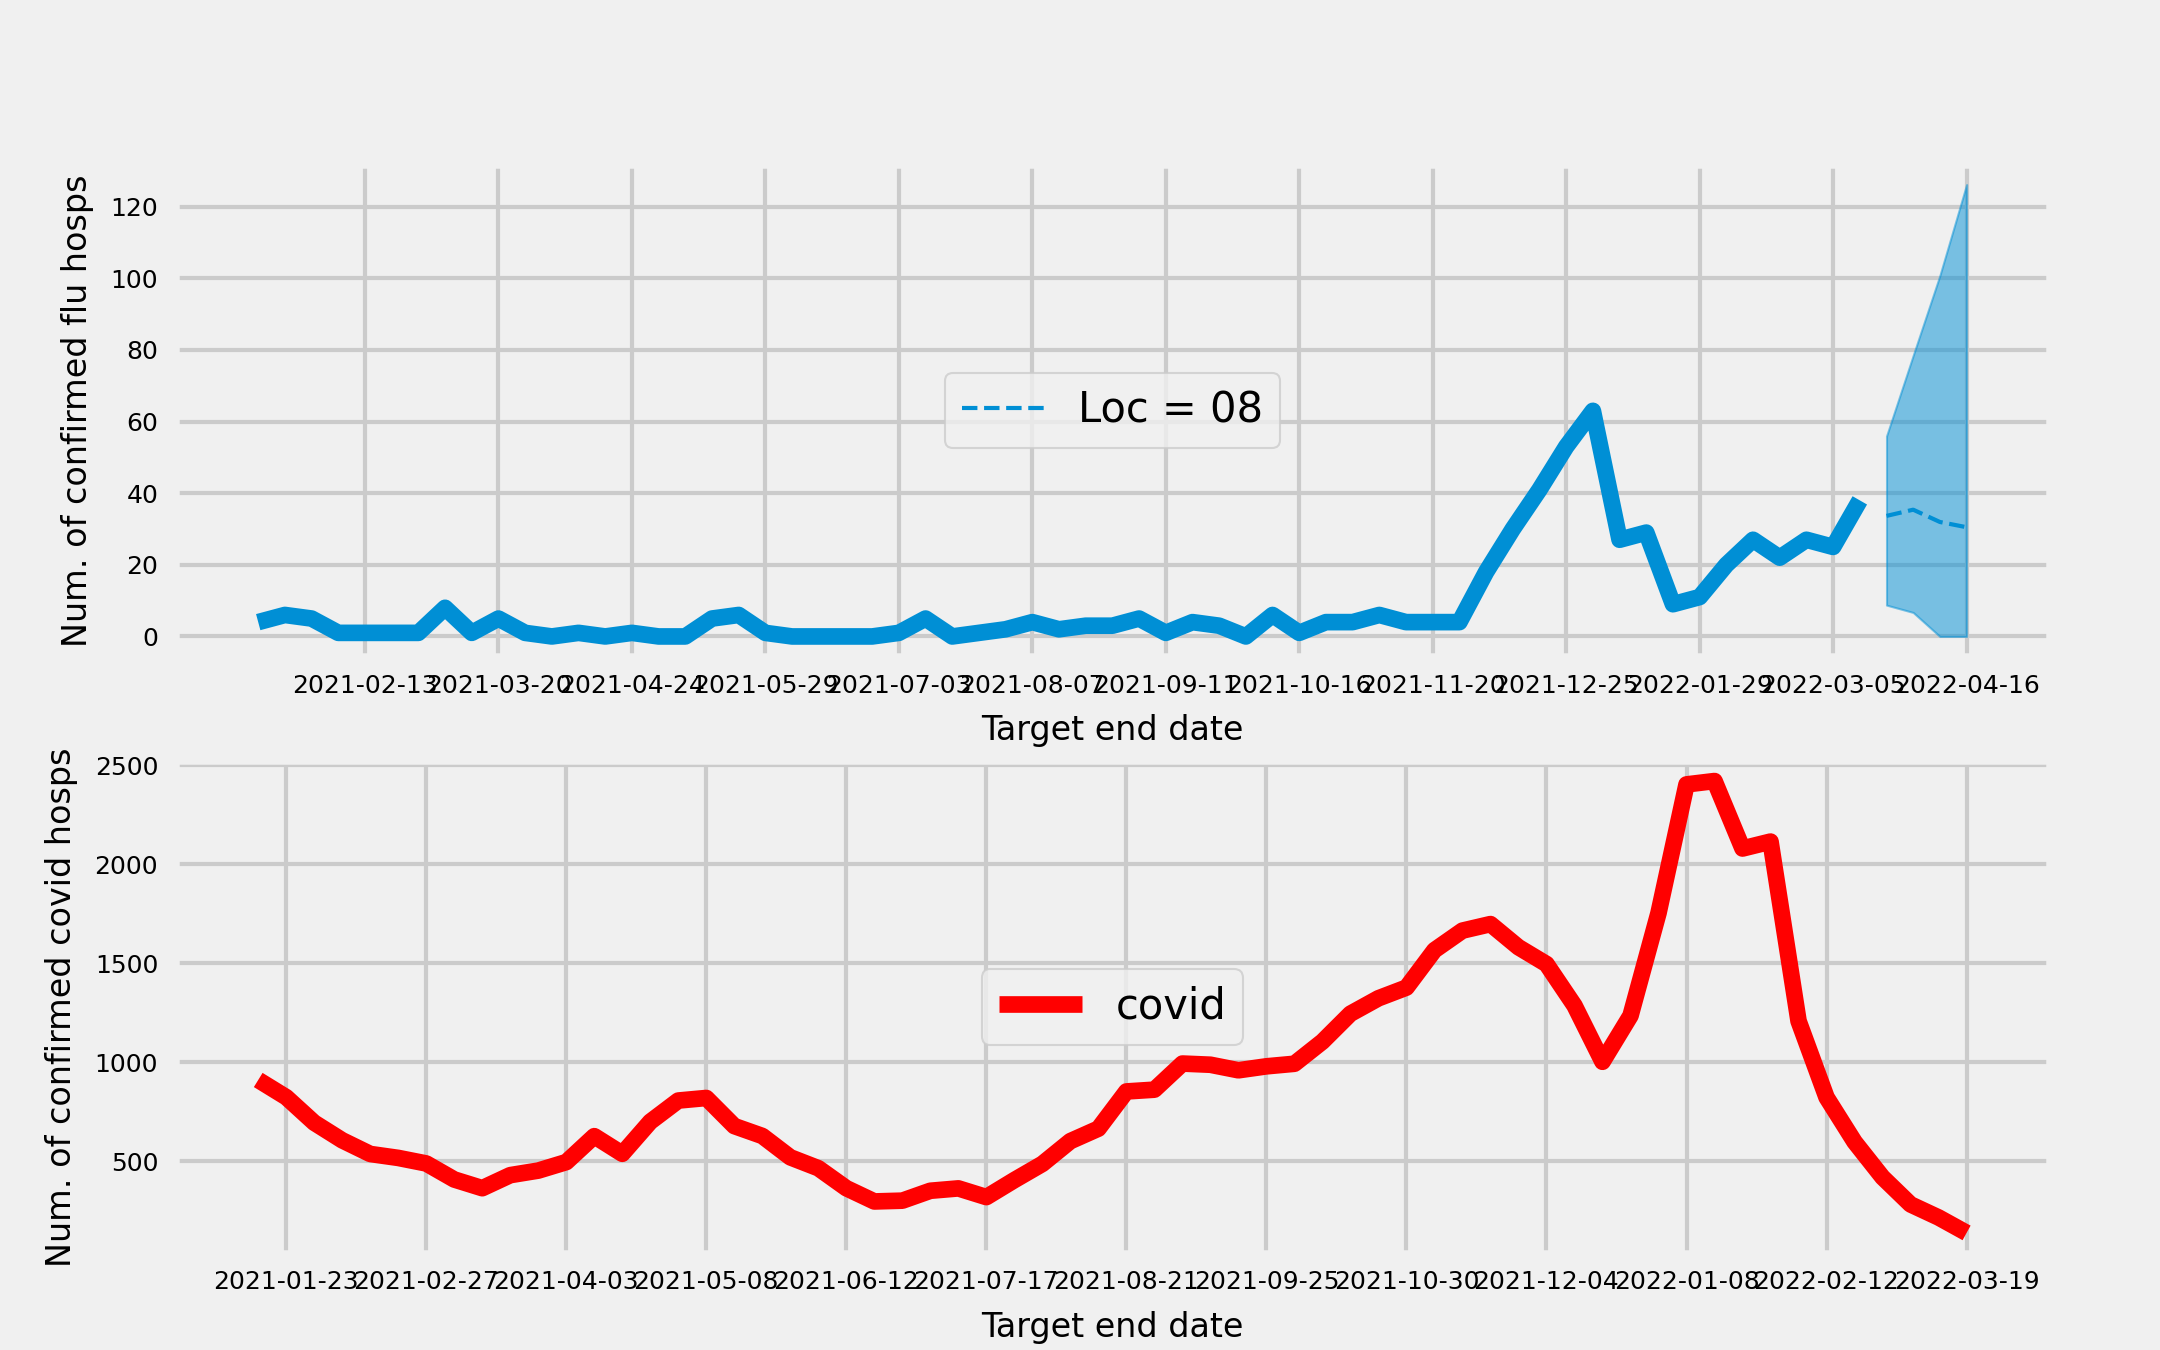 Num. of confirmed flu hosps
120
100
80
60
40
20
0
Loc = 08
2021-02-13 2021-03-20 2021-04-24 2021-05-29 2021-07-03 2021-08-07 2021-09-11 2021-10-16 2021-11-20 2021-12-25 2022-01-29 2022-03-05 2022-04-16
Target end date
Num. of confirmed covid hosps
2500
2000
1500
1000
500
covid
2021-01-23 2021-02-27 2021-04-03 2021-05-08 2021-06-12 2021-07-17 2021-08-21 2021-09-25 2021-10-30 2021-12-04 2022-01-08 2022-02-12 2022-03-19
Target end date